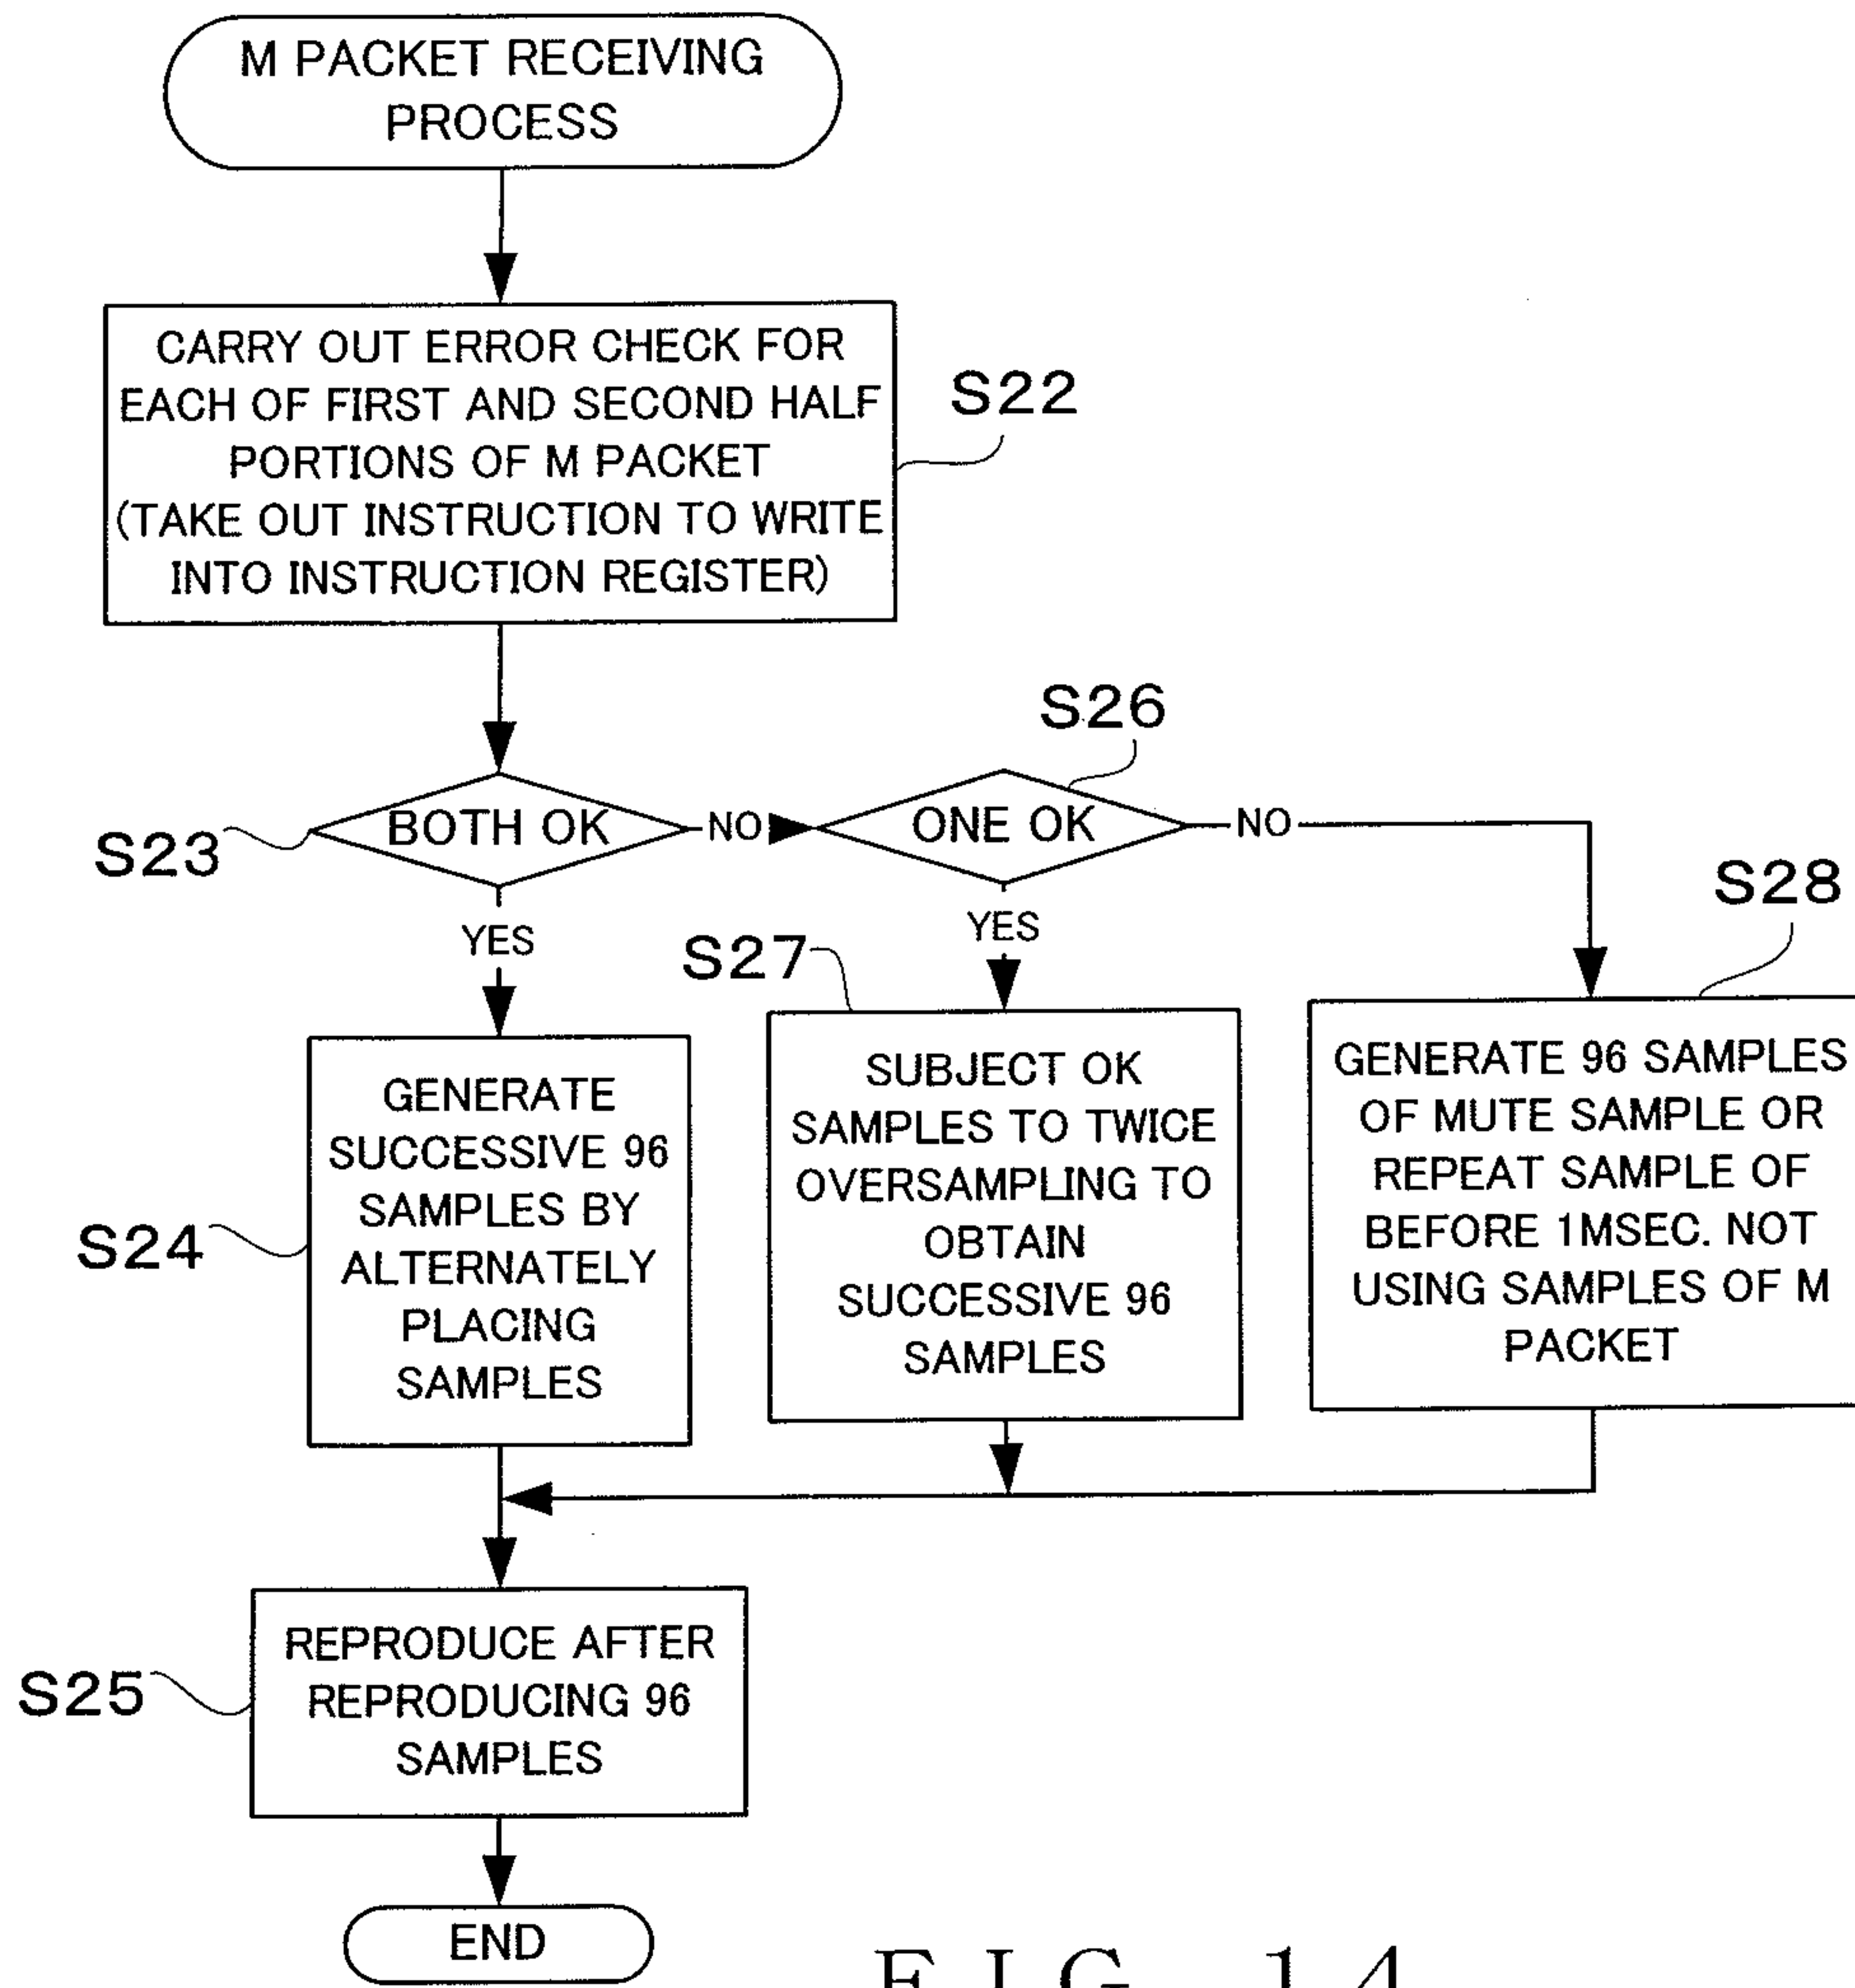 M PACKET RECEIVING
PROCESS
CARRY OUT ERROR CHECK FOR
EACH OF FIRST AND SECOND HALF
PORTIONS OF M PACKET
(TAKE OUT INSTRUCTION TO WRITE
INTO INSTRUCTION REGISTER)
S22
S23
BOTH OK
NO
S26
ONE OK
NO
YES
YES
S24
GENERATE
SUCCESSIVE 96
SAMPLES BY
ALTERNATELY
PLACING
SAMPLES
S27
SUBJECT OK
SAMPLES TO TWICE
OVERSAMPLING TO
OBTAIN
SUCCESSIVE 96
SAMPLES
S28
GENERATE 96 SAMPLES
OF MUTE SAMPLE OR
REPEAT SAMPLE OF
BEFORE 1MSEC. NOT
USING SAMPLES OF M
PACKET
S25
REPRODUCE AFTER
REPRODUCING 96
SAMPLES
END
FIG. 14